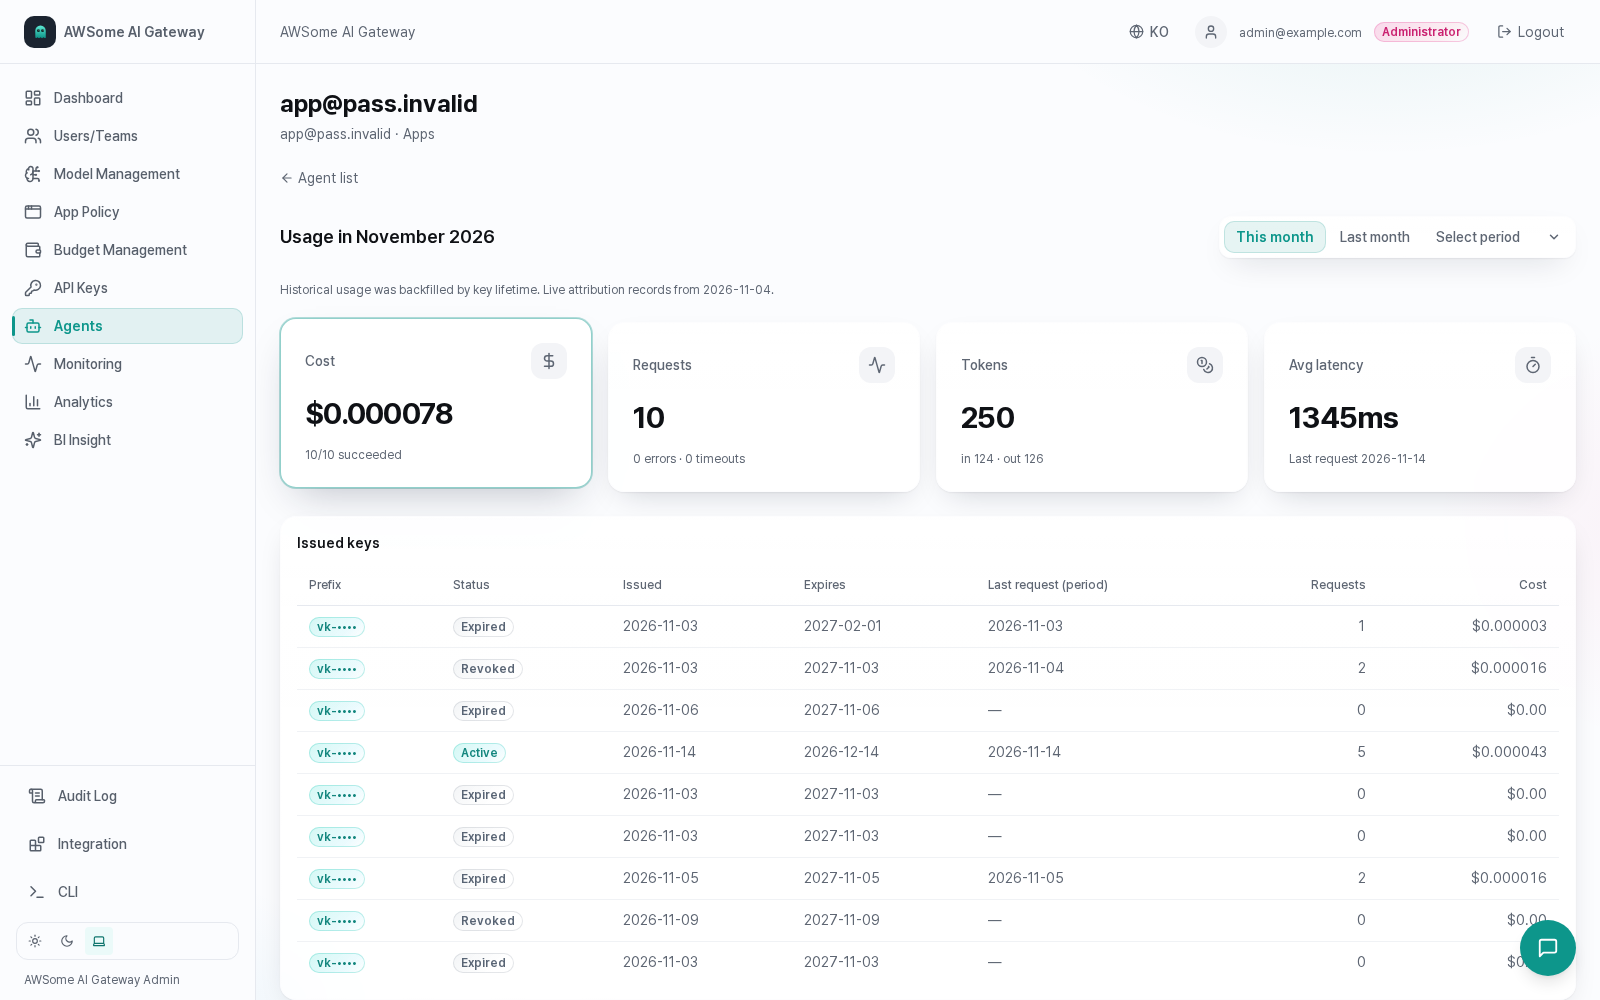 AWSome AI Gateway
AWSome AI Gateway
KO
admin@example.com
Administrator
Logout
Dashboard
Users/Teams
Model Management
App Policy
Budget Management
API Keys
Agents
Monitoring
Analytics
BI Insight
Audit Log
Integration
CLI
AWSome AI Gateway Admin
app@pass.invalid
app@pass.invalid · Apps
← Agent list
Usage in November 2026
This month
Last month
Select period
Historical usage was backfilled by key lifetime. Live attribution records from 2026-11-04.
Cost
$0.000078
10/10 succeeded
Requests
10
0 errors · 0 timeouts
Tokens
250
in 124 · out 126
Avg latency
1345ms
Last request 2026-11-14
Issued keys
Prefix Status Issued Expires Last request (period) Requests Cost
vk-•••• Expired 2026-11-03 2027-02-01 2026-11-03 1 $0.000003
vk-•••• Revoked 2026-11-03 2027-11-03 2026-11-04 2 $0.000016
vk-•••• Expired 2026-11-06 2027-11-06 — 0 $0.00
vk-•••• Active 2026-11-14 2026-12-14 2026-11-14 5 $0.000043
vk-•••• Expired 2026-11-03 2027-11-03 — 0 $0.00
vk-•••• Expired 2026-11-03 2027-11-03 — 0 $0.00
vk-•••• Expired 2026-11-05 2027-11-05 2026-11-05 2 $0.000016
vk-•••• Revoked 2026-11-09 2027-11-09 — 0 $0.00
vk-•••• Expired 2026-11-03 2027-11-03 — 0